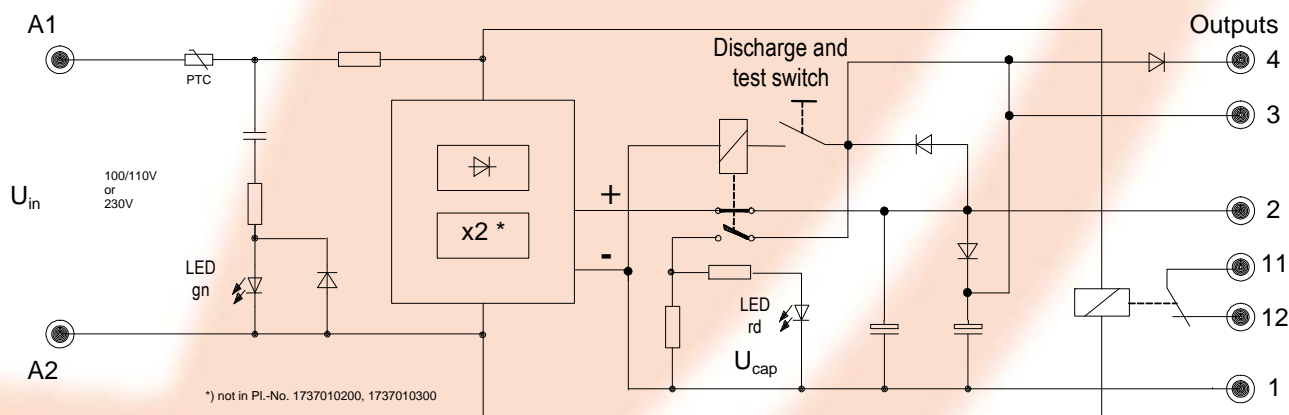 A1
Outputs
Discharge and
test switch
4
PTC
3
U_in
100/110V
or
230V
+
2
x2 *
-
LED
gn
11
LED
rd
12
U_cap
A2
*) not in Pl.-No. 1737010200, 1737010300
1